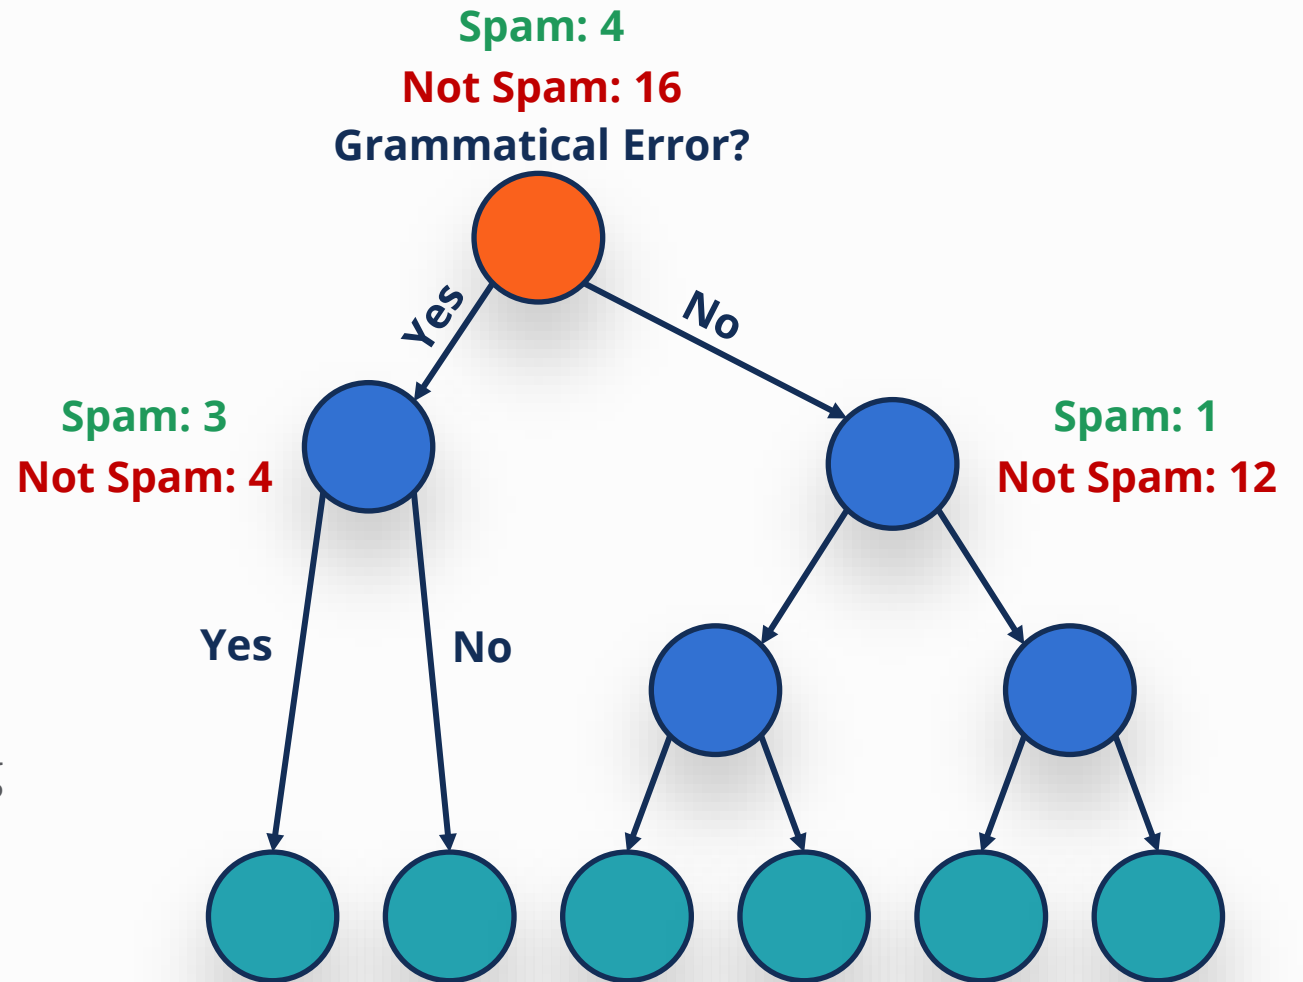 Spam: 4
Not Spam: 16
Grammatical Error?
Yes
No
Spam: 3
Not Spam: 4
Spam: 1
Not Spam: 12
Yes
No